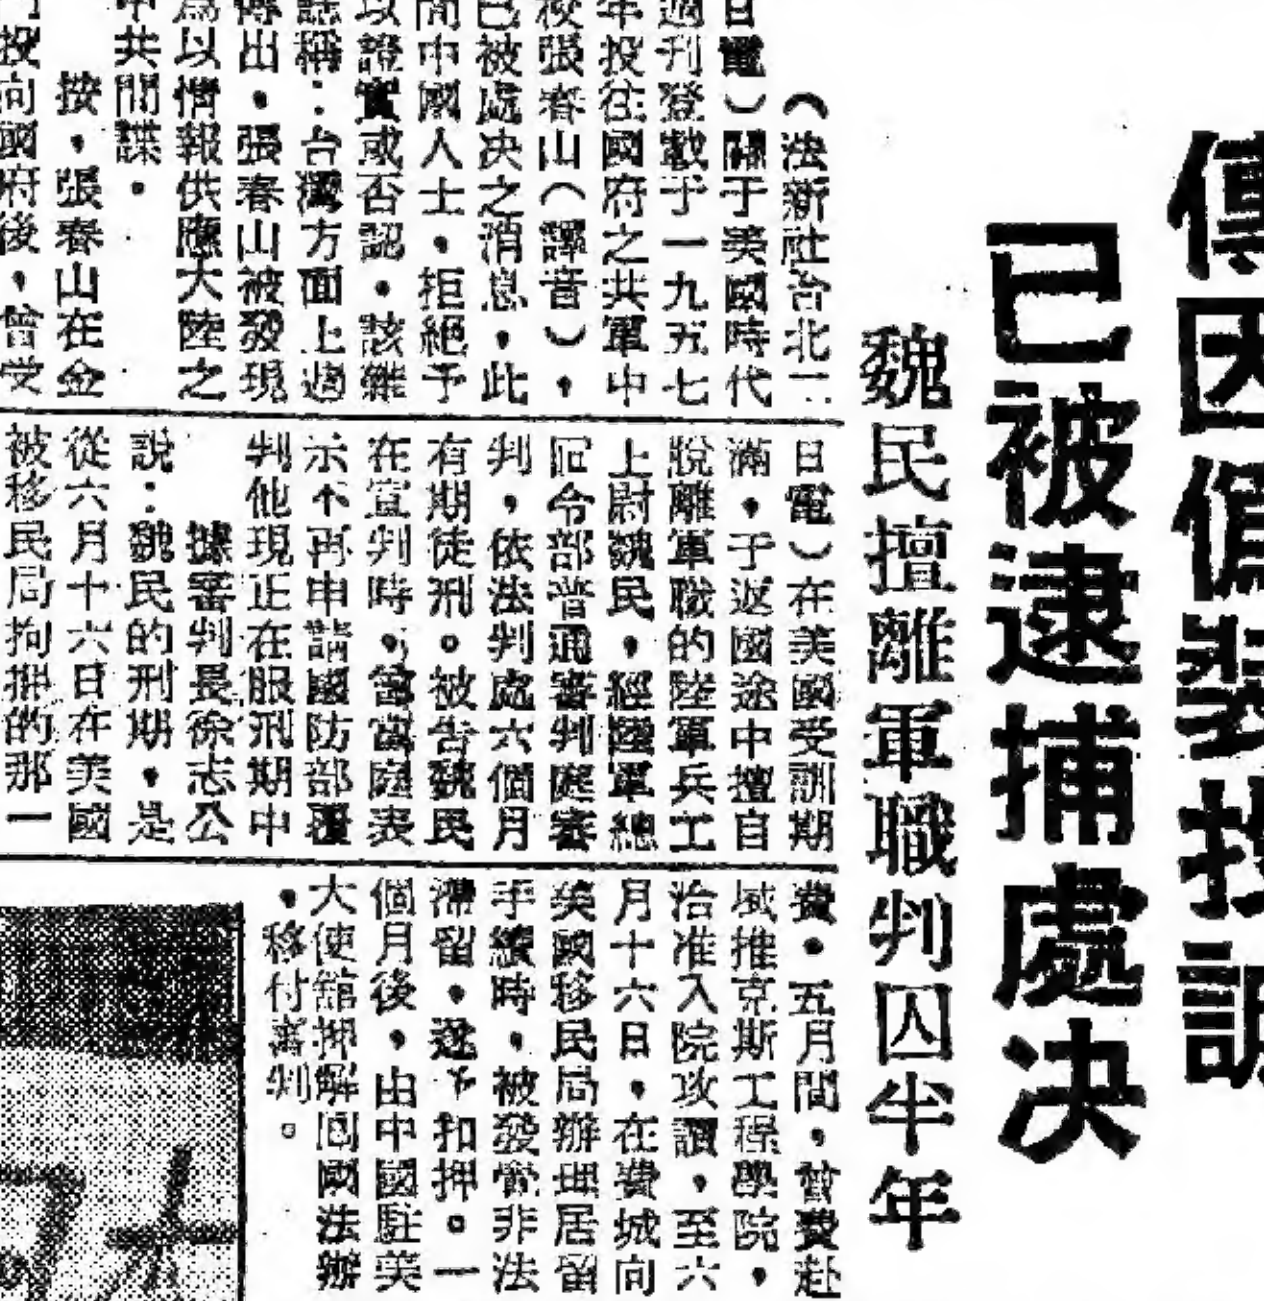 傳因偽裝投誠
已被逮捕處决
魏民擅離軍職判囚半年
（法新社台北二
日電）關于美國時代
週刊登載于一九五七
年投往國府之共軍中
校張春山（譯音），
已被處决之消息，此
間中國人士，拒絕予
以證實或否認。該雜
誌稱：台灣方面上週
傳出，張春山被發現
為以情報供應大陸之
中共間諜。
按，張春山在金
門投向國府後，曾受
日電）在美國受訓期
滿，于返國途中擅自
脫離軍職的陸軍兵工
上尉魏民，經陸軍總
司令部普通審判庭審
判，依法判處六個月
有期徒刑。被告魏民
在宣判時，當庭表
示不再申請國防部覆
判他現正在服刑期中
據審判長徐志公
說：魏民的刑期，是
從六月十六日在美國
被移民局拘押的那一
費。五月間，曾費赴
城推京斯工程學院，
洽准入院攻讀，至六
月十六日，在費城向
美國移民局辦理居留
手續時，被發覺非法
滯留，遂予扣押。一
個月後，由中國駐美
大使館押解回國法辦
，移付審判。